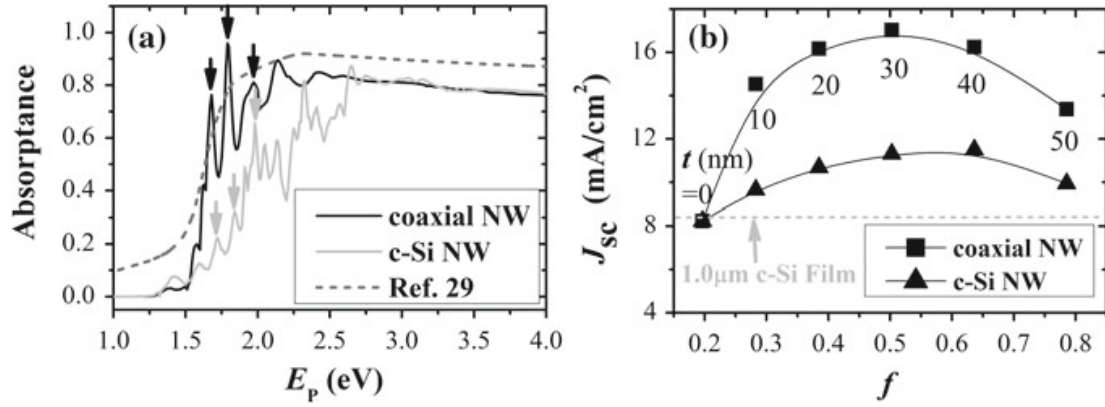 (a)
1.0
0.8
0.6
0.4
0.2
0.0
Absorptance
coaxial NW
c-Si NW
Ref. 29
1.0 1.5 2.0 2.5 3.0 3.5 4.0
E_P (eV)
(b)
16
12
8
4
J_sc (mA/cm²)
10
20
30
40
50
t (nm)
=0
1.0μm c-Si Film
coaxial NW
c-Si NW
0.2 0.3 0.4 0.5 0.6 0.7 0.8
f